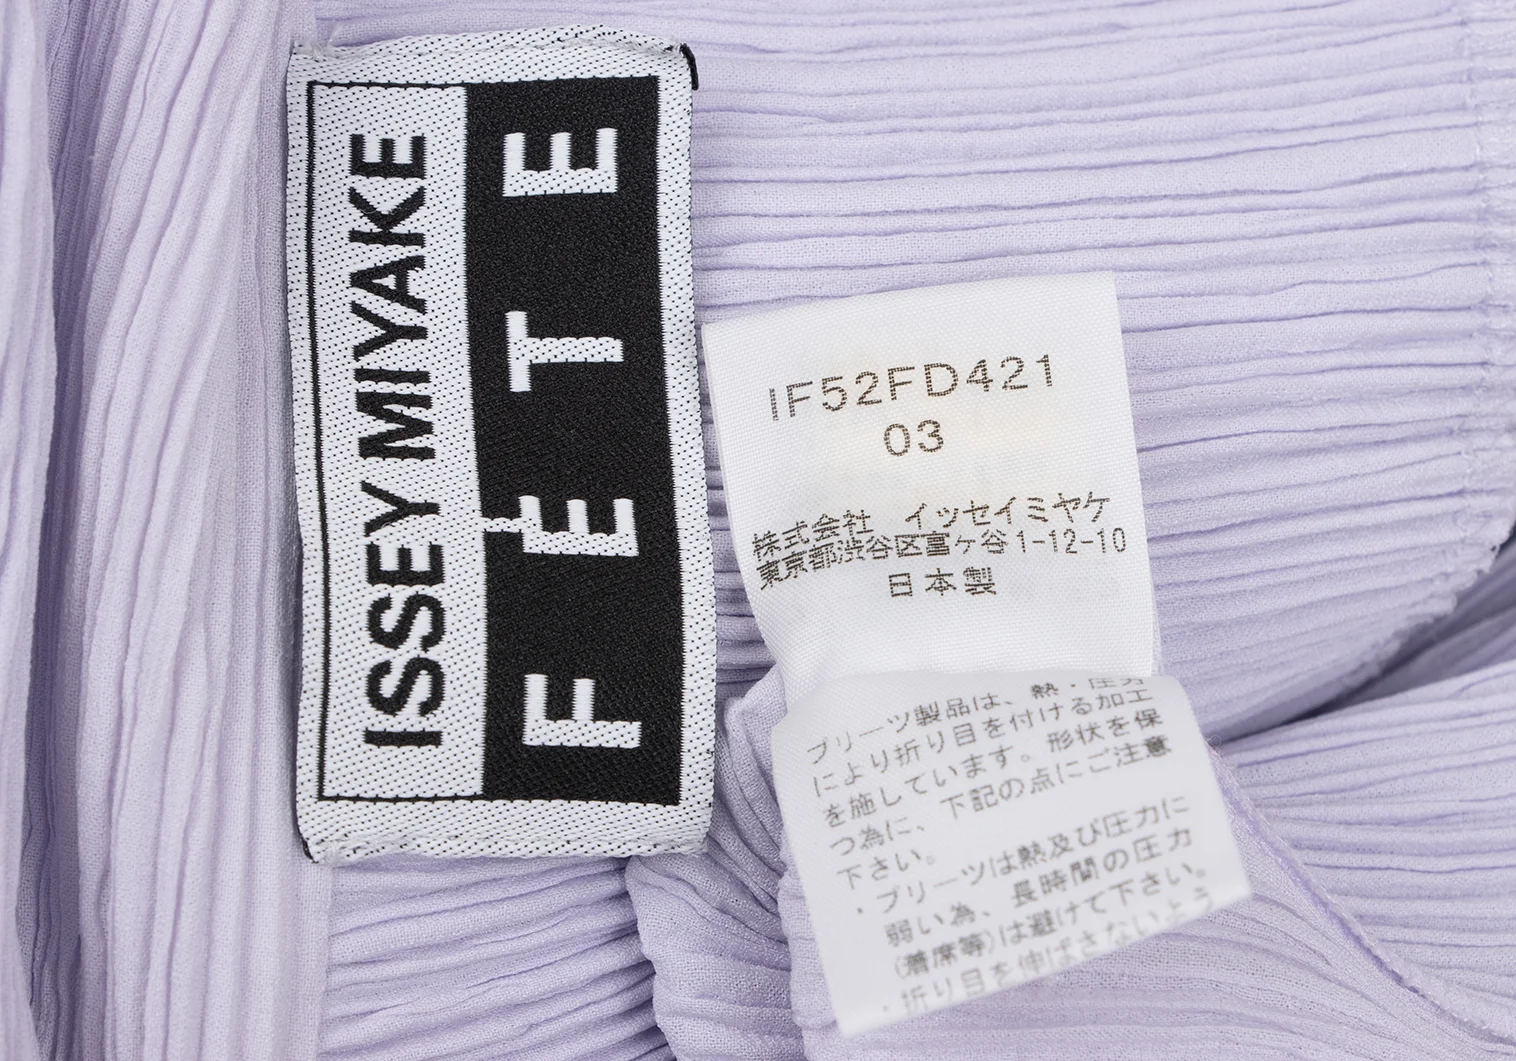 ISSEY MIYAKE
FÉTE
IF52FD421
03
株式会社 イッセイミヤケ
東京都渋谷区富ヶ谷1-12-10
日本製
プリーツ製品は、熱・圧力
により折り目を付ける加工
を施しています。形状を保
つ為に、下記の点にご注意
下さい。
・プリーツは熱及び圧力に
弱い為、長時間の圧力
(着席等)は避けて下さい。
・折り目を伸ばさないよう